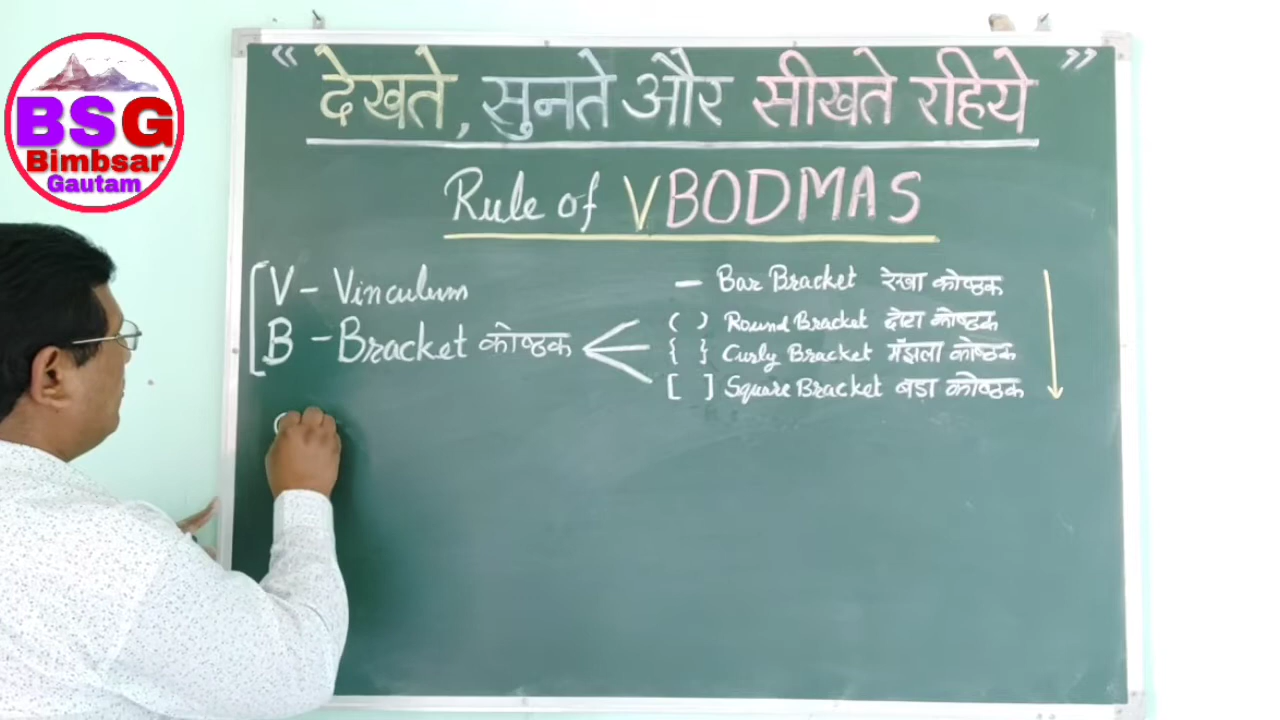 BSG
Bimbsar
Gautam
“ देखते, सुनते और सीखते रहिये ”
Rule of VBODMAS
V - Vinculum
B - Bracket कोष्ठक
— Bar Bracket रेखा कोष्ठक
( ) Round Bracket छोटा कोष्ठक
{ } Curly Bracket मँझला कोष्ठक
[ ] Square Bracket बड़ा कोष्ठक